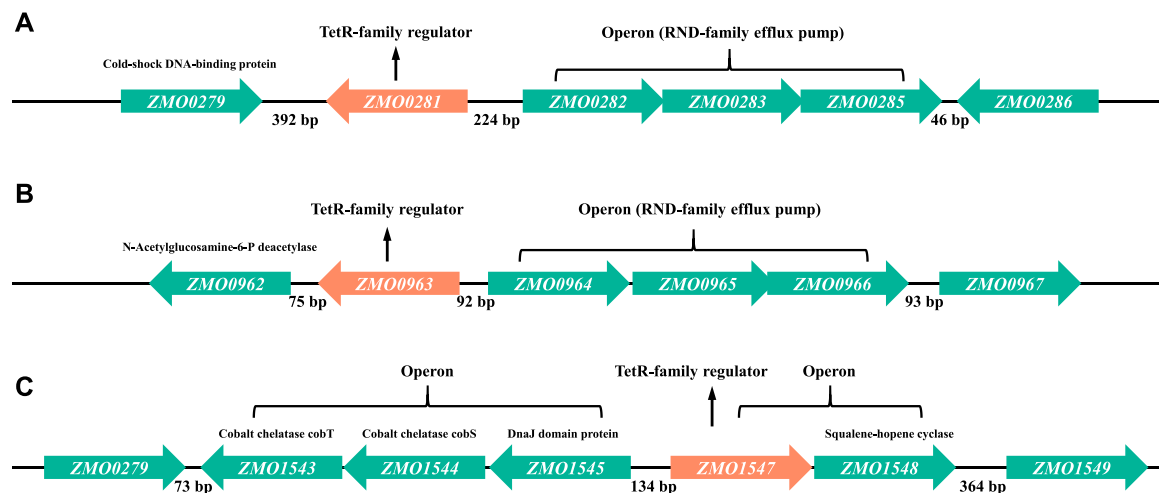 A
TetR-family regulator
Operon (RND-family efflux pump)
Cold-shock DNA-binding protein
ZMO0279
ZMO0281
ZMO0282
ZMO0283
ZMO0285
ZMO0286
392 bp
224 bp
46 bp
B
TetR-family regulator
Operon (RND-family efflux pump)
N-Acetylglucosamine-6-P deacetylase
ZMO0962
ZMO0963
ZMO0964
ZMO0965
ZMO0966
ZMO0967
75 bp
92 bp
93 bp
C
Operon
TetR-family regulator
Operon
Cobalt chelatase cobT
Cobalt chelatase cobS
DnaJ domain protein
Squalene-hopene cyclase
ZMO0279
ZMO1543
ZMO1544
ZMO1545
ZMO1547
ZMO1548
ZMO1549
73 bp
134 bp
364 bp